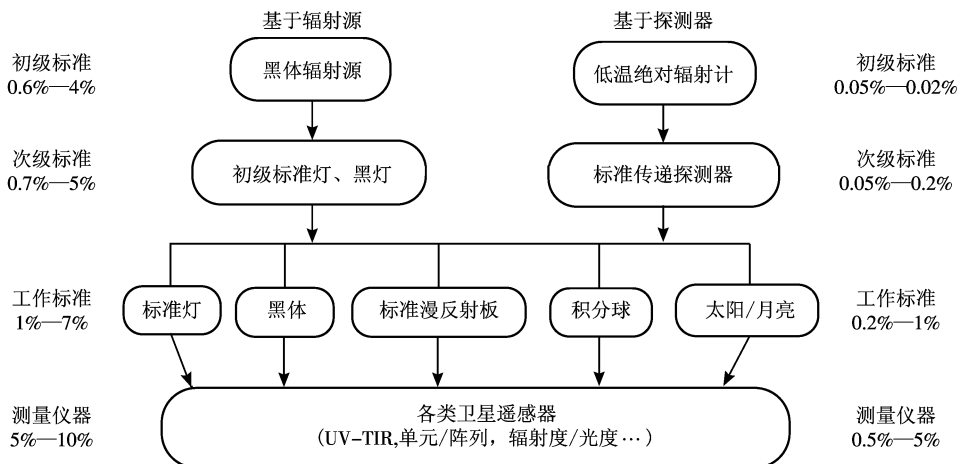 基于辐射源
基于探测器
初级标准
0.6%—4%
黑体辐射源
低温绝对辐射计
初级标准
0.05%—0.02%
次级标准
0.7%—5%
初级标准灯、黑灯
标准传递探测器
次级标准
0.05%—0.2%
工作标准
1%—7%
标准灯
黑体
标准漫反射板
积分球
太阳/月亮
工作标准
0.2%—1%
测量仪器
5%—10%
各类卫星遥感器
(UV-TIR,单元/阵列，辐射度/光度…)
测量仪器
0.5%—5%